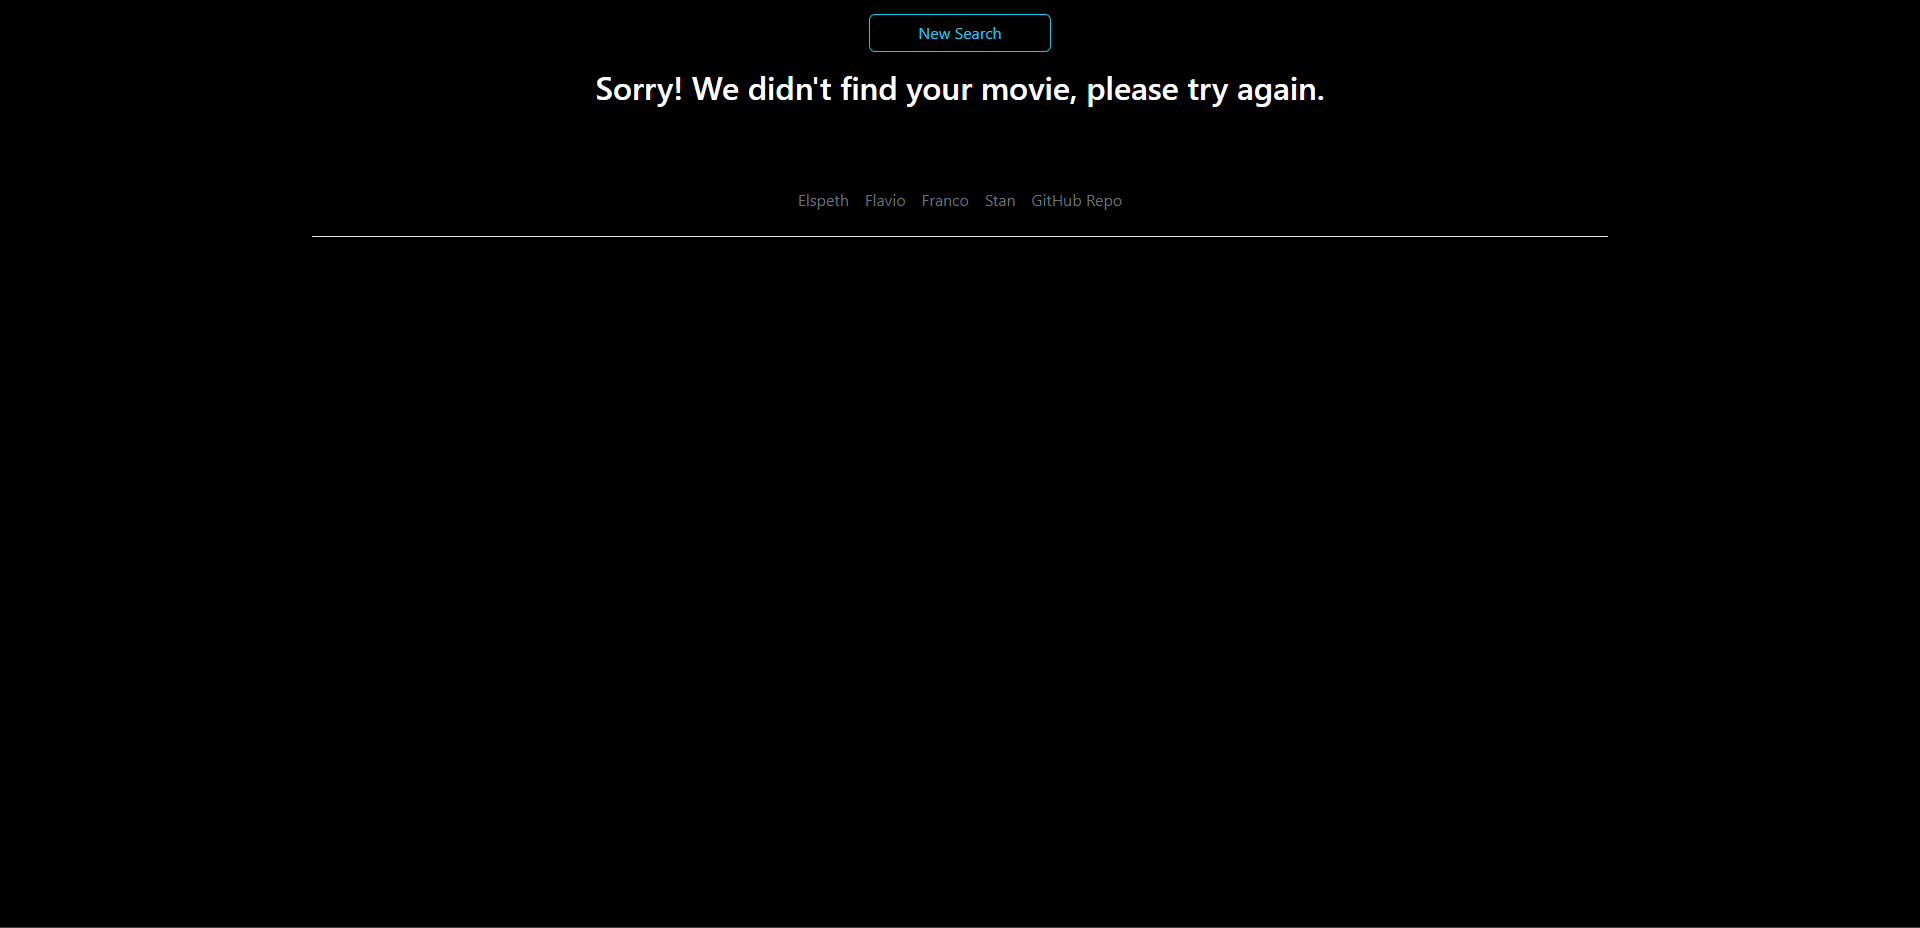 New Search
Sorry! We didn't find your movie, please try again.
Elspeth Flavio Franco Stan GitHub Repo